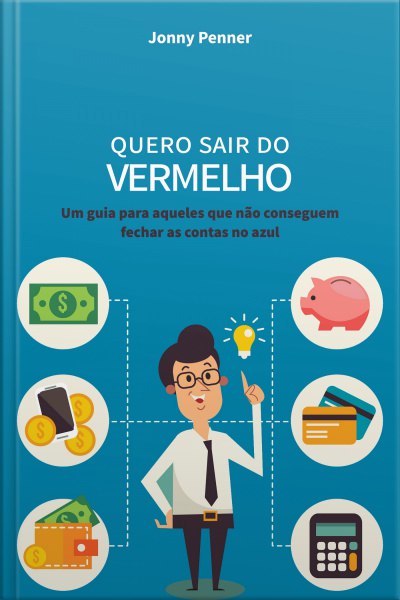 Jonny Penner
QUERO SAIR DO
VERMELHO
Um guia para aqueles que não conseguem
fechar as contas no azul